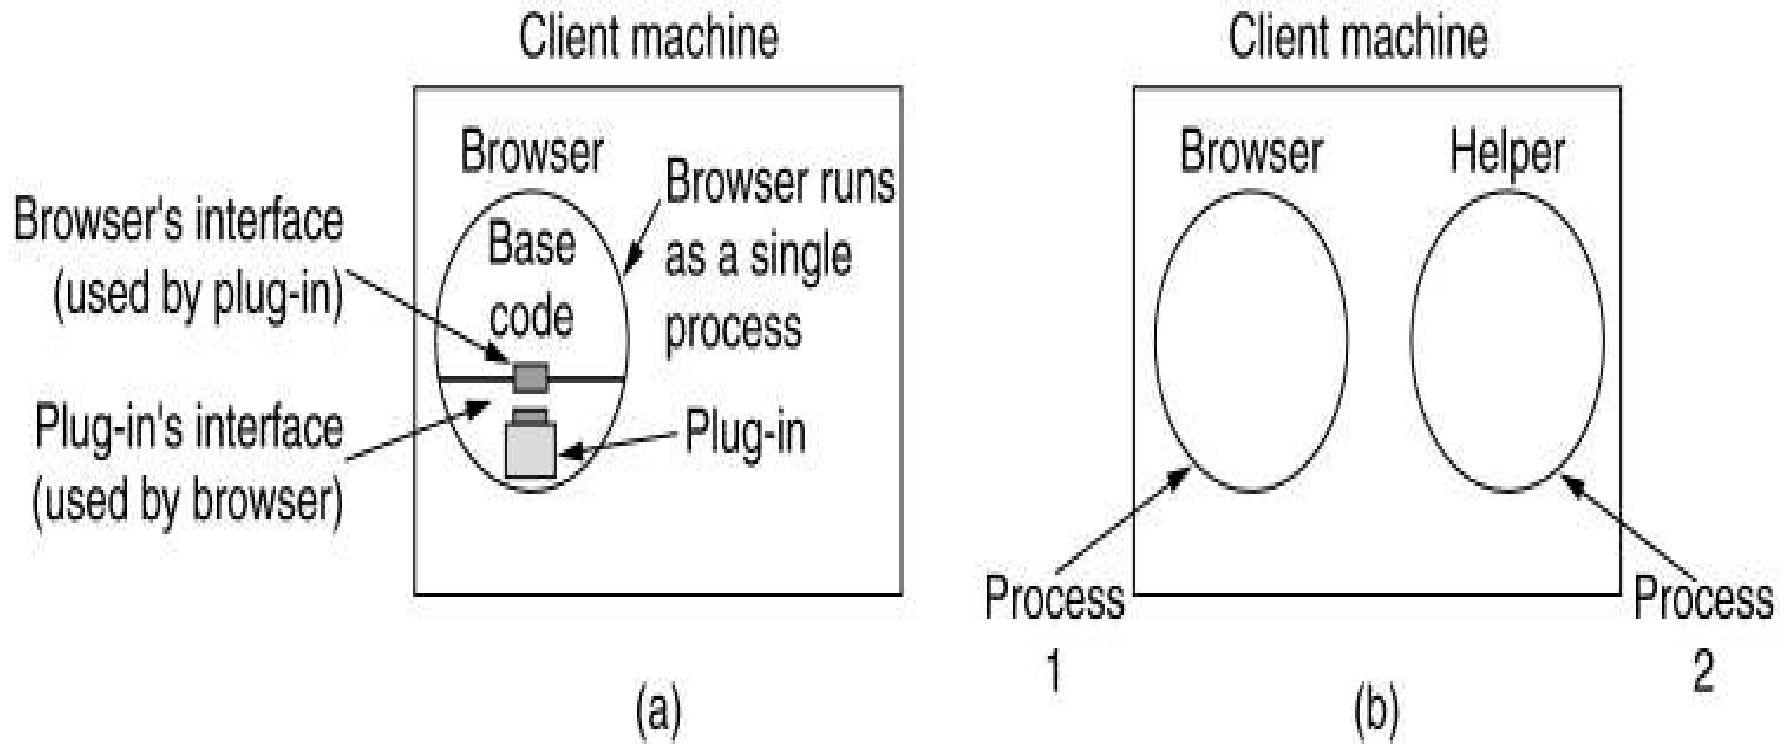 Client machine
Browser
Base
code
Browser runs
as a single
process
Browser's interface
(used by plug-in)
Plug-in's interface
(used by browser)
Plug-in
(a)
Client machine
Browser
Helper
Process
1
Process
2
(b)